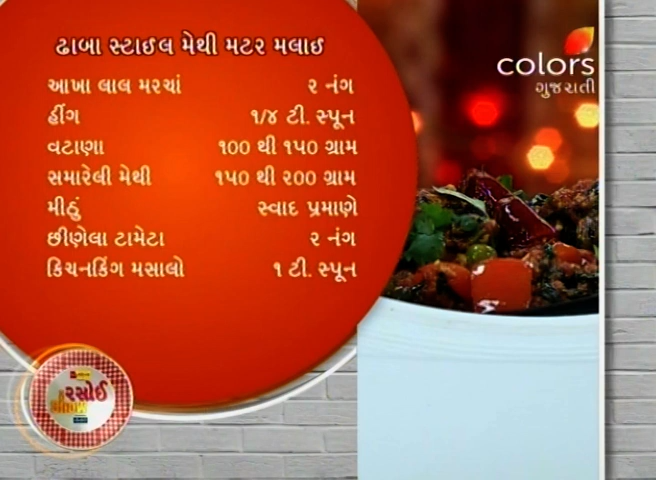 ઢાબા સ્ટાઈલ મેથી મટર મલાઈ
આખા લાલ મરચાં ૨ નંગ
હીંગ ૧/૪ ટી. સ્પૂન
વટાણા ૧૦૦ થી ૧૫૦ ગ્રામ
સમારેલી મેથી ૧૫૦ થી ૨૦૦ ગ્રામ
મીઠું સ્વાદ પ્રમાણે
છીણેલા ટામેટા ૨ નંગ
કિચનકિંગ મસાલો ૧ ટી. સ્પૂન
colors
ગુજરાતી
રસોઈ